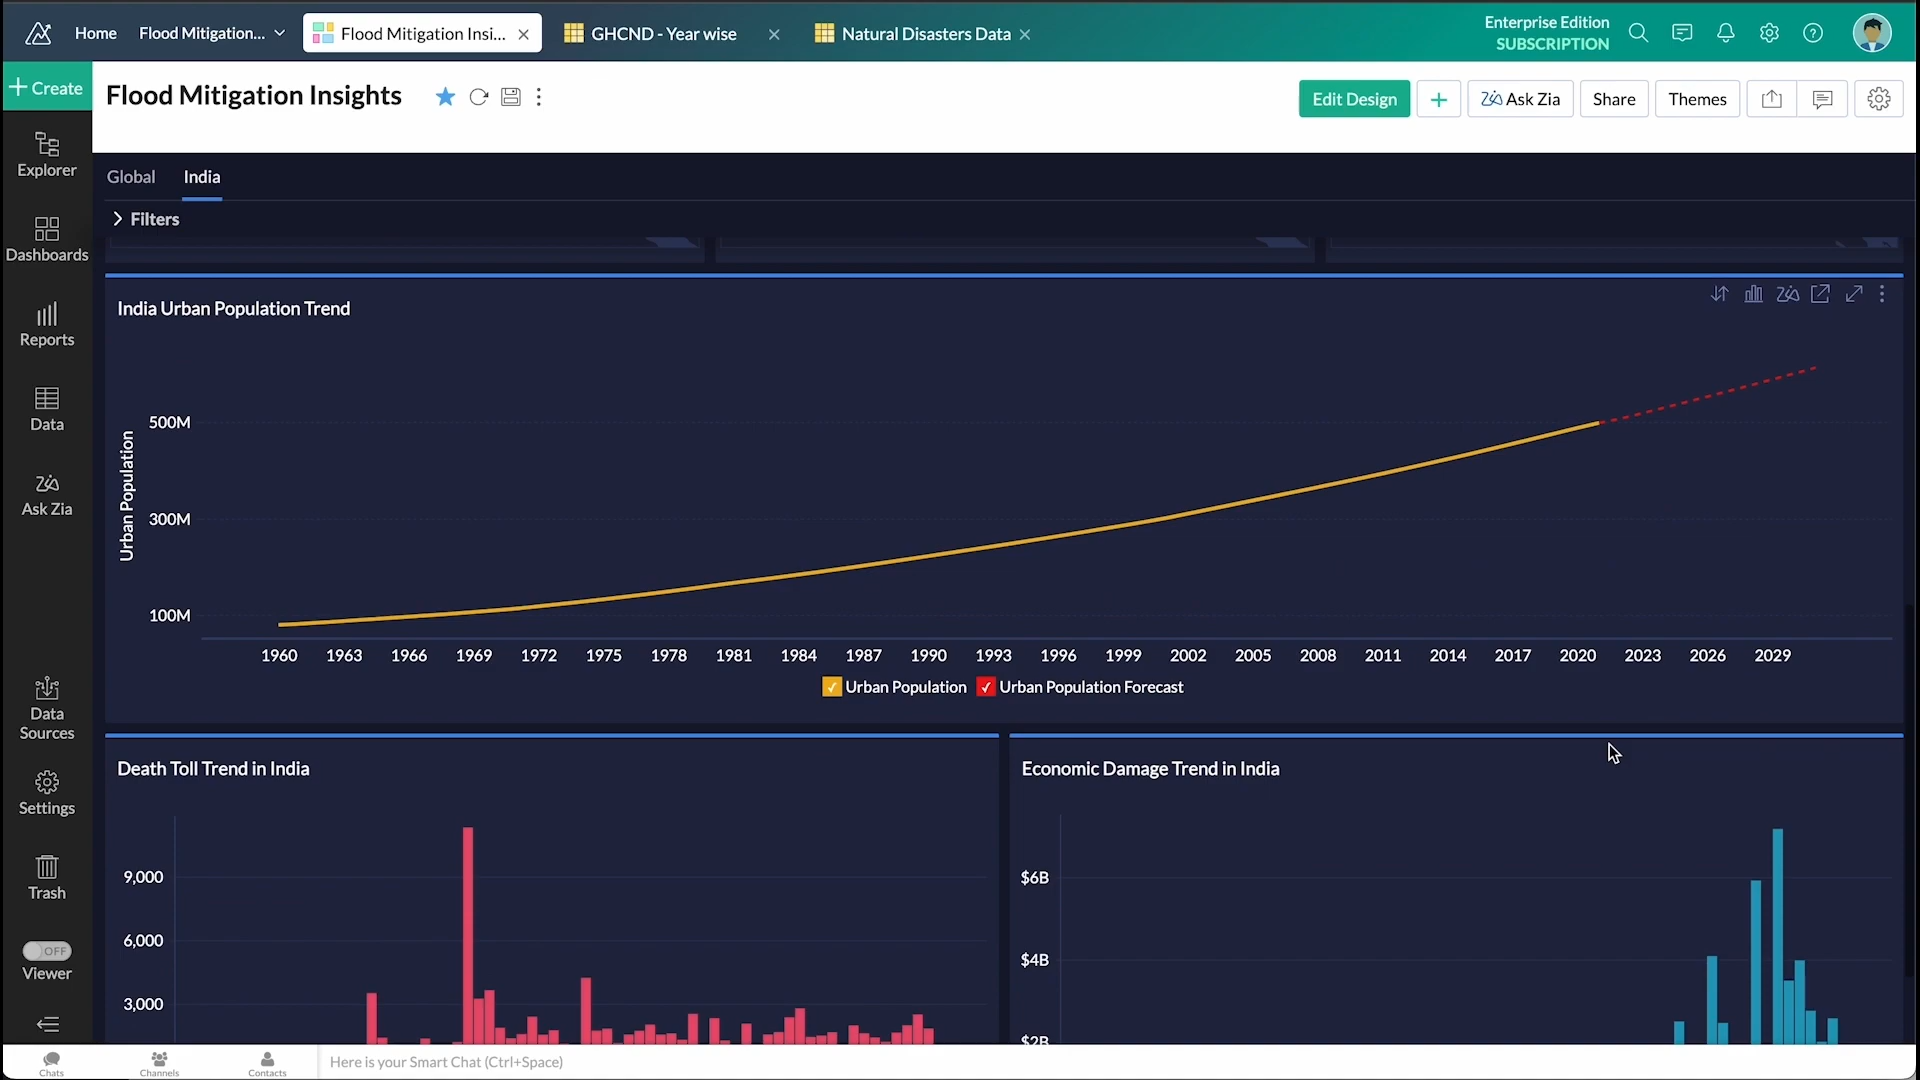 Home
Flood Mitigation...
Flood Mitigation Insi...
GHCND - Year wise
Natural Disasters Data
Enterprise Edition
SUBSCRIPTION
Create
Flood Mitigation Insights
Edit Design
Ask Zia
Share
Themes
Explorer
Dashboards
Reports
Data
Ask Zia
Data
Sources
Settings
Trash
OFF
Viewer
Global
India
Filters
India Urban Population Trend
Urban Population
500M
300M
100M
1960 1963 1966 1969 1972 1975 1978 1981 1984 1987 1990 1993 1996 1999 2002 2005 2008 2011 2014 2017 2020 2023 2026 2029
Urban Population
Urban Population Forecast
Death Toll Trend in India
9,000
6,000
3,000
Economic Damage Trend in India
$6B
$4B
$2B
Chats
Channels
Contacts
Here is your Smart Chat (Ctrl+Space)